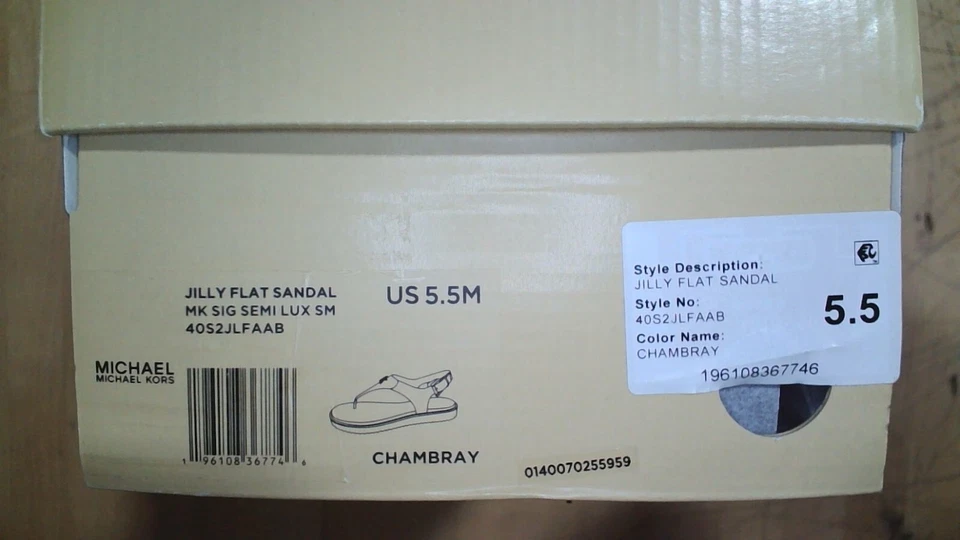 JILLY FLAT SANDAL
MK SIG SEMI LUX SM
40S2JLFAAB
US 5.5M
MICHAEL
MICHAEL KORS
1 96108 36774 6
CHAMBRAY
0140070255959
Style Description:
JILLY FLAT SANDAL
Style No:
40S2JLFAAB
5.5
Color Name:
CHAMBRAY
196108367746